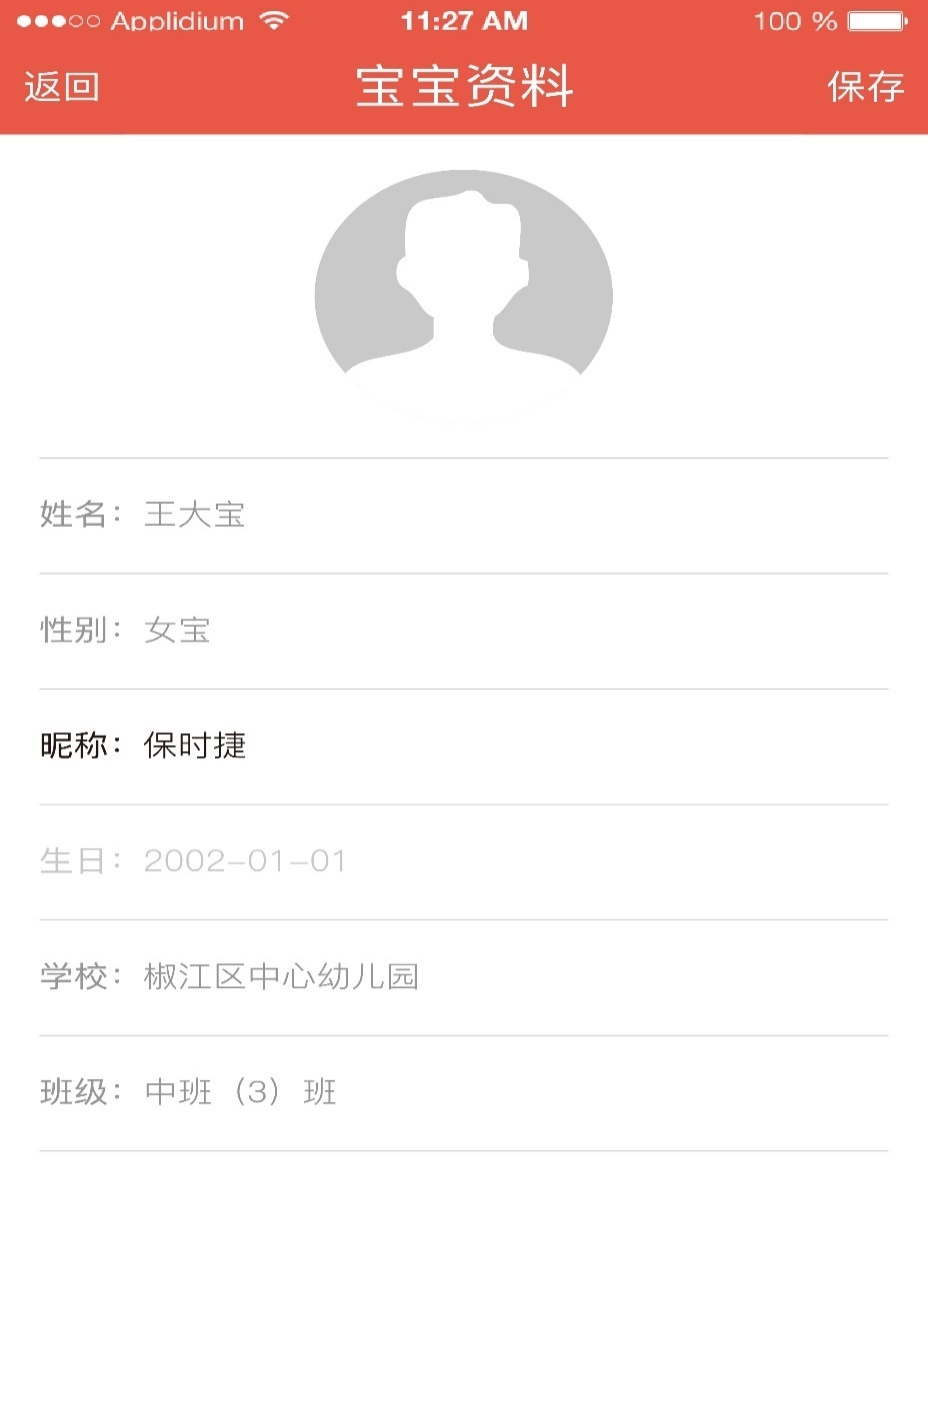 Applidium 11:27 AM 100 %
返回 宝宝资料 保存
姓名：王大宝
性别：女宝
昵称：保时捷
生日：2002-01-01
学校：椒江区中心幼儿园
班级：中班（3）班